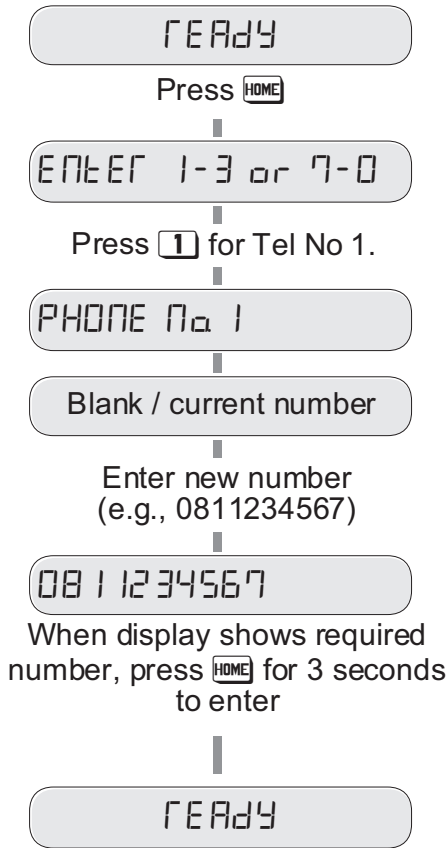 rEAdY
Press HOME
EntEr 1-3 or 7-0
Press 1 for Tel No 1.
PHOnE no 1
Blank / current number
Enter new number
(e.g., 0811234567)
0811234567
When display shows required
number, press HOME for 3 seconds
to enter
rEAdY